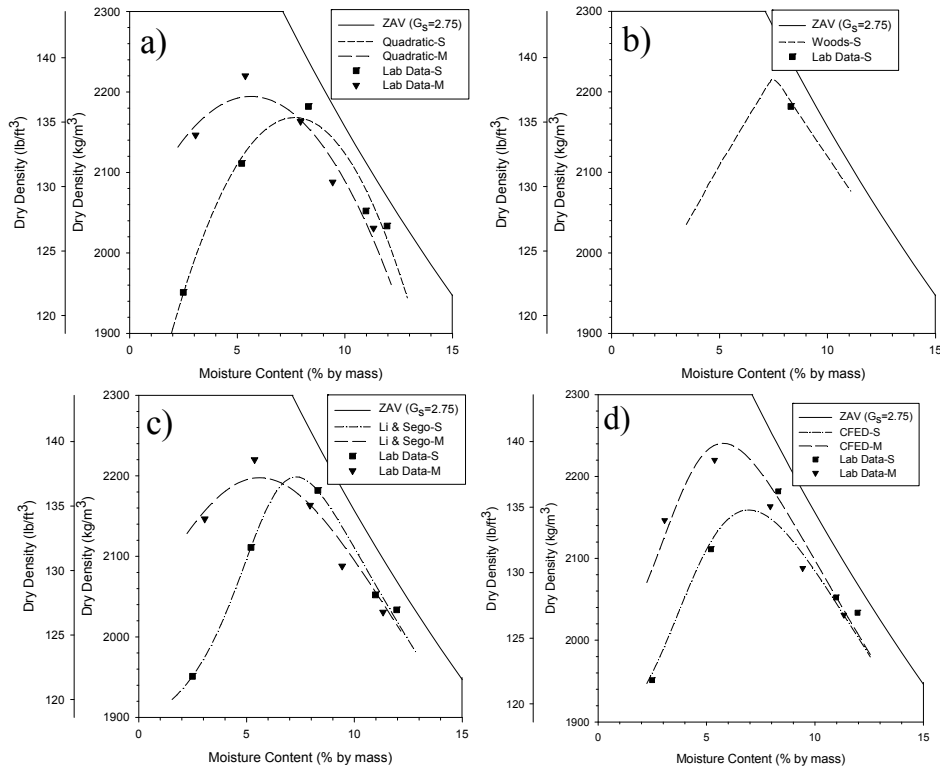 a)
ZAV (GS=2.75)
Quadratic-S
Quadratic-M
Lab Data-S
Lab Data-M
Dry Density (lb/ft3)
140
135
130
120
Dry Density (kg/m3)
2300
2200
2100
2000
1900
0 5 10 15
Moisture Content (% by mass)
b)
ZAV (GS=2.75)
Woods-S
Lab Data-S
Dry Density (lb/ft3)
140
135
130
120
Dry Density (kg/m3)
2300
2200
2100
2000
1900
0 5 10 15
Moisture Content (% by mass)
c)
ZAV (GS=2.75)
Li & Sego-S
Li & Sego-M
Lab Data-S
Lab Data-M
Dry Density (lb/ft3)
140
135
130
120
Dry Density (kg/m3)
2300
2200
2100
2000
1900
0 5 10 15
Moisture Content (% by mass)
d)
ZAV (GS=2.75)
CFED-S
CFED-M
Lab Data-S
Lab Data-M
Dry Density (lb/ft3)
140
135
130
120
Dry Density (kg/m3)
2300
2200
2100
2000
1900
0 5 10 15
Moisture Content (% by mass)